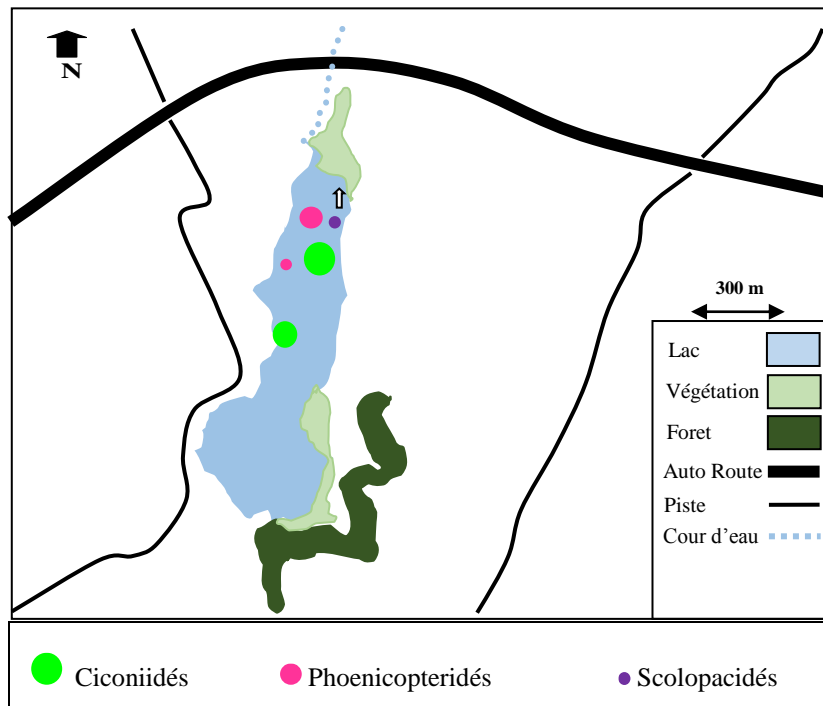 N
300 m
Lac
Végétation
Foret
Auto Route
Piste
Cour d'eau
Ciconiidés Phoenicopteridés Scolopacidés